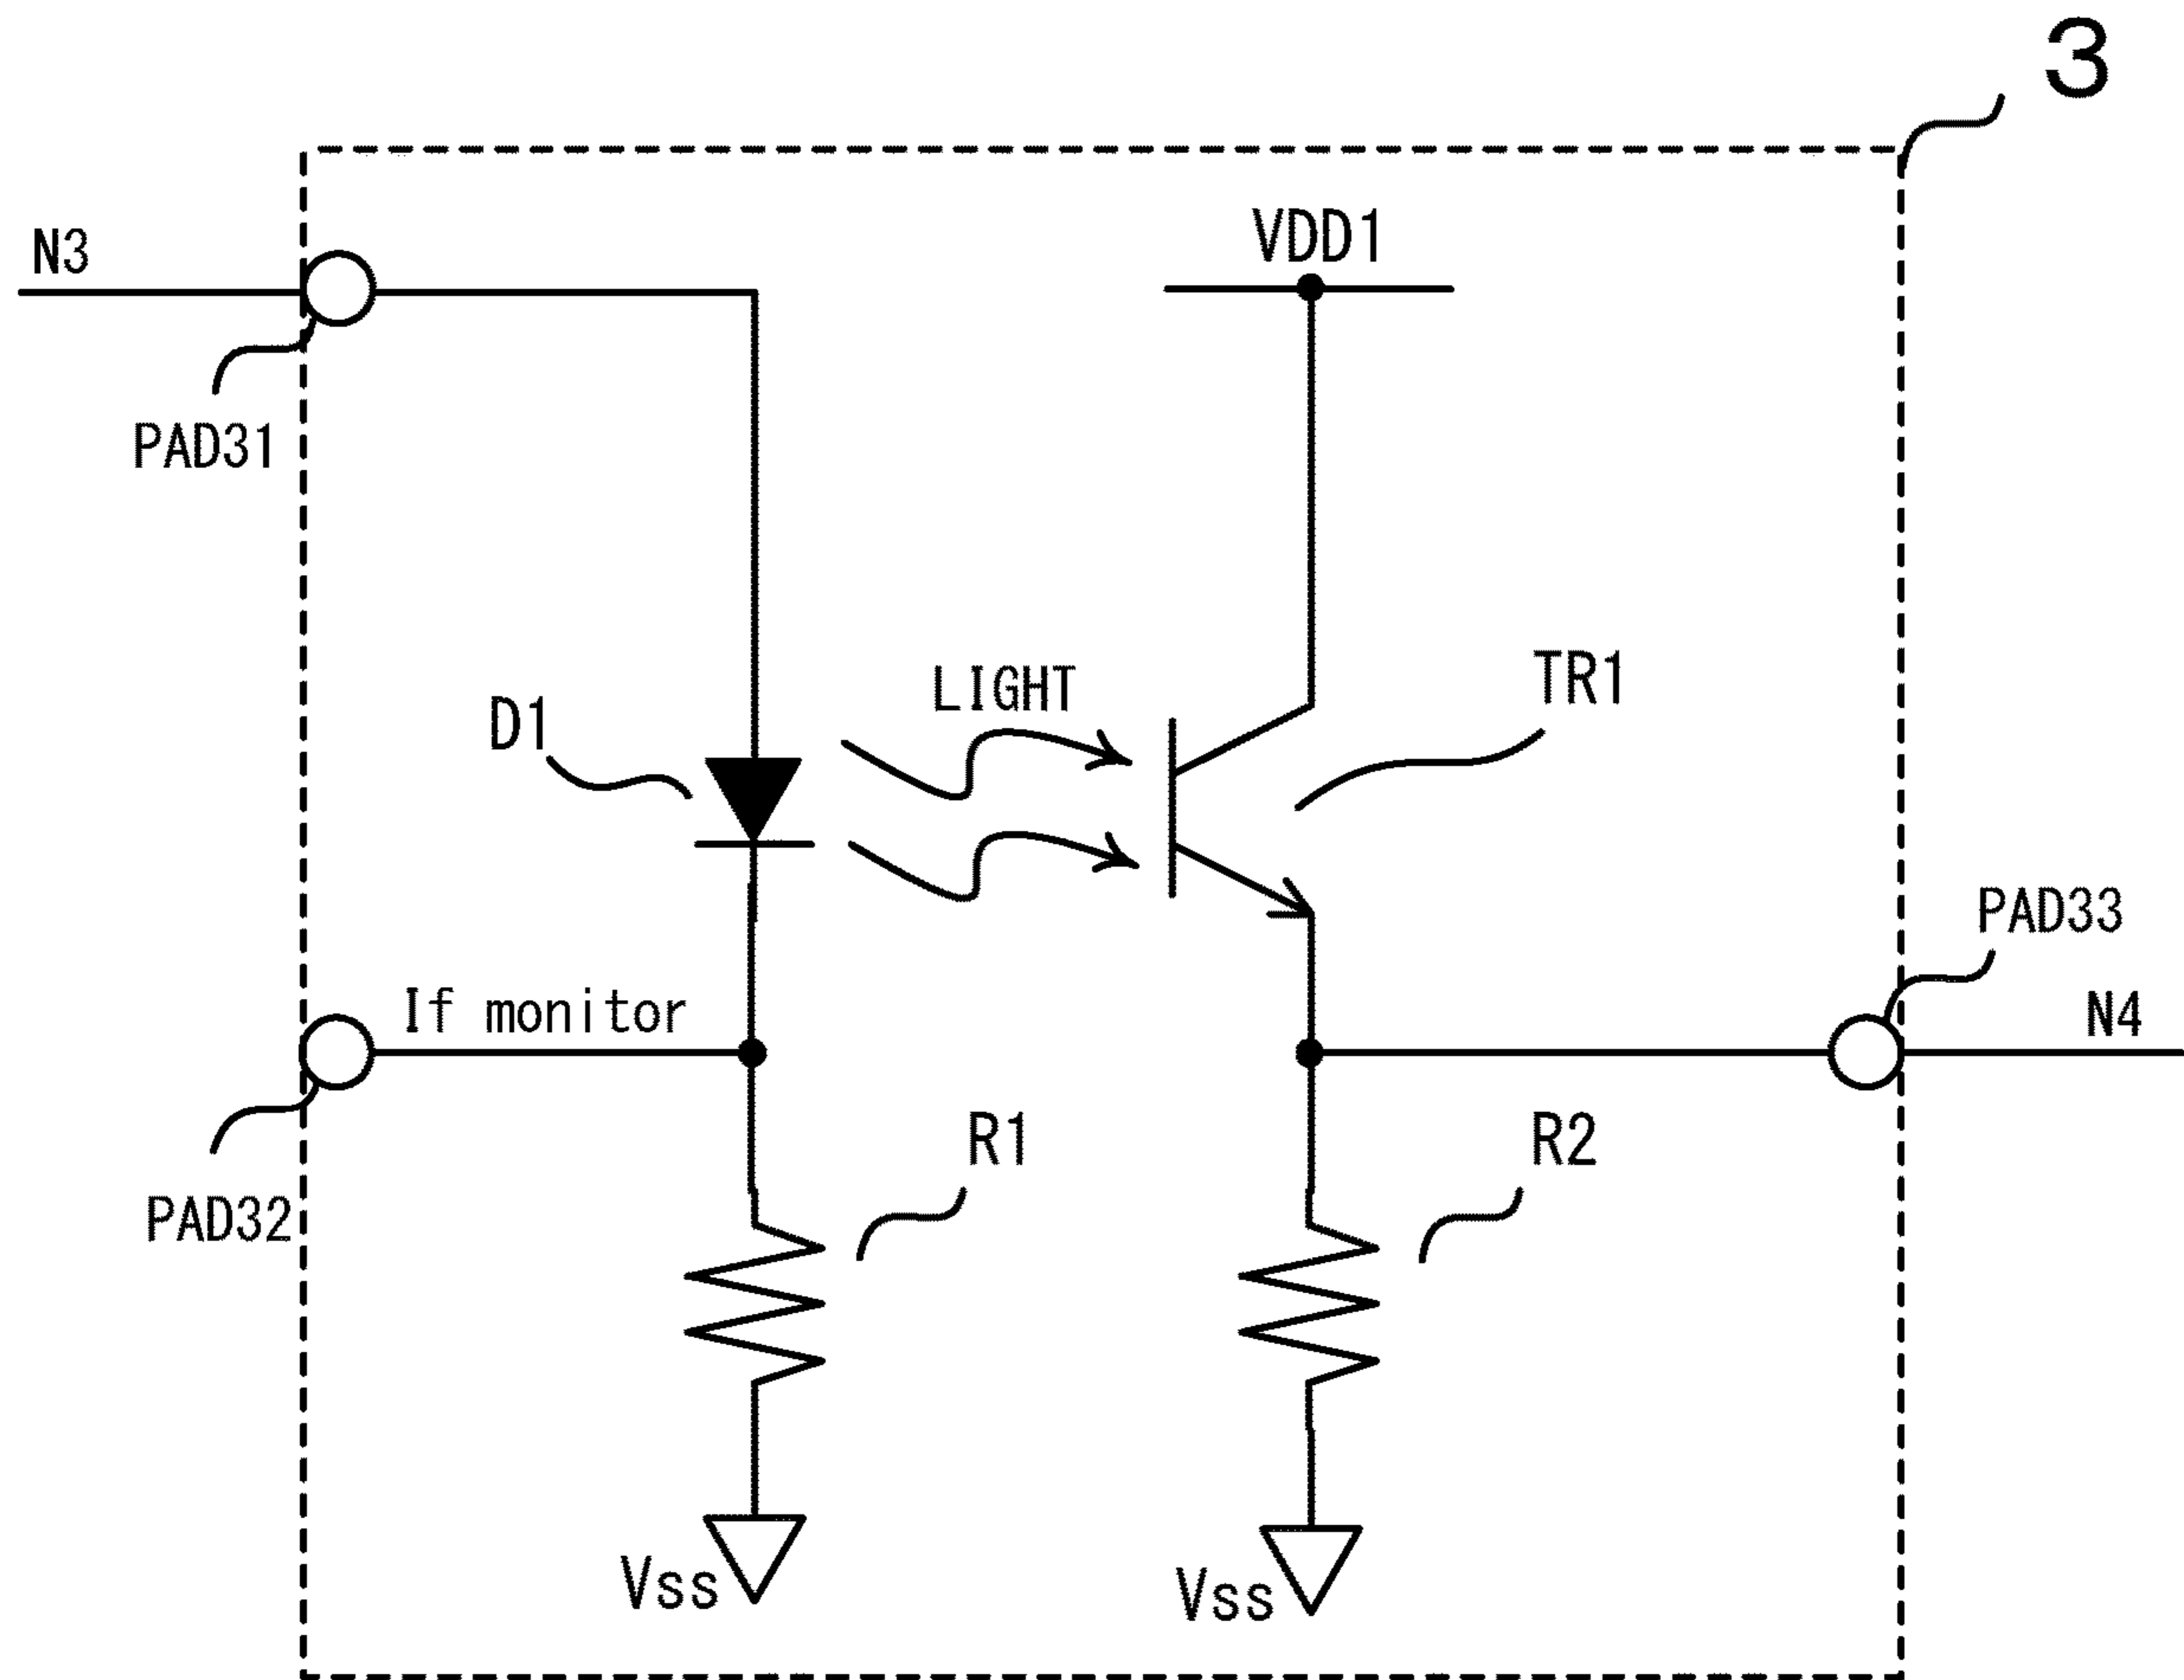 3
N3
VDD1
PAD31
LIGHT
TR1
D1
PAD33
If monitor
N4
R1
R2
PAD32
Vss
Vss